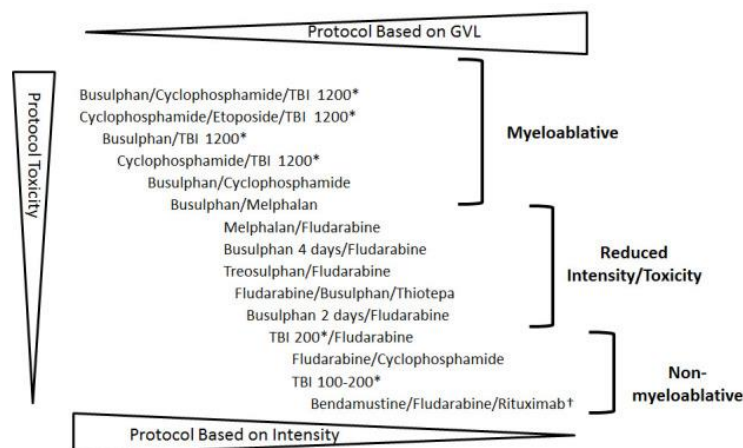 Protocol Based on GVL
Protocol Toxicity
Busulphan/Cyclophosphamide/TBI 1200*
Cyclophosphamide/Etoposide/TBI 1200*
Busulphan/TBI 1200*
Cyclophosphamide/TBI 1200*
Busulphan/Cyclophosphamide
Busulphan/Melphalan
Myeloablative
Melphalan/Fludarabine
Busulphan 4 days/Fludarabine
Treosulphan/Fludarabine
Fludarabine/Busulphan/Thiotepa
Busulphan 2 days/Fludarabine
Reduced
Intensity/Toxicity
TBI 200*/Fludarabine
Fludarabine/Cyclophosphamide
TBI 100-200*
Bendamustine/Fludarabine/Rituximab†
Non-
myeloablative
Protocol Based on Intensity